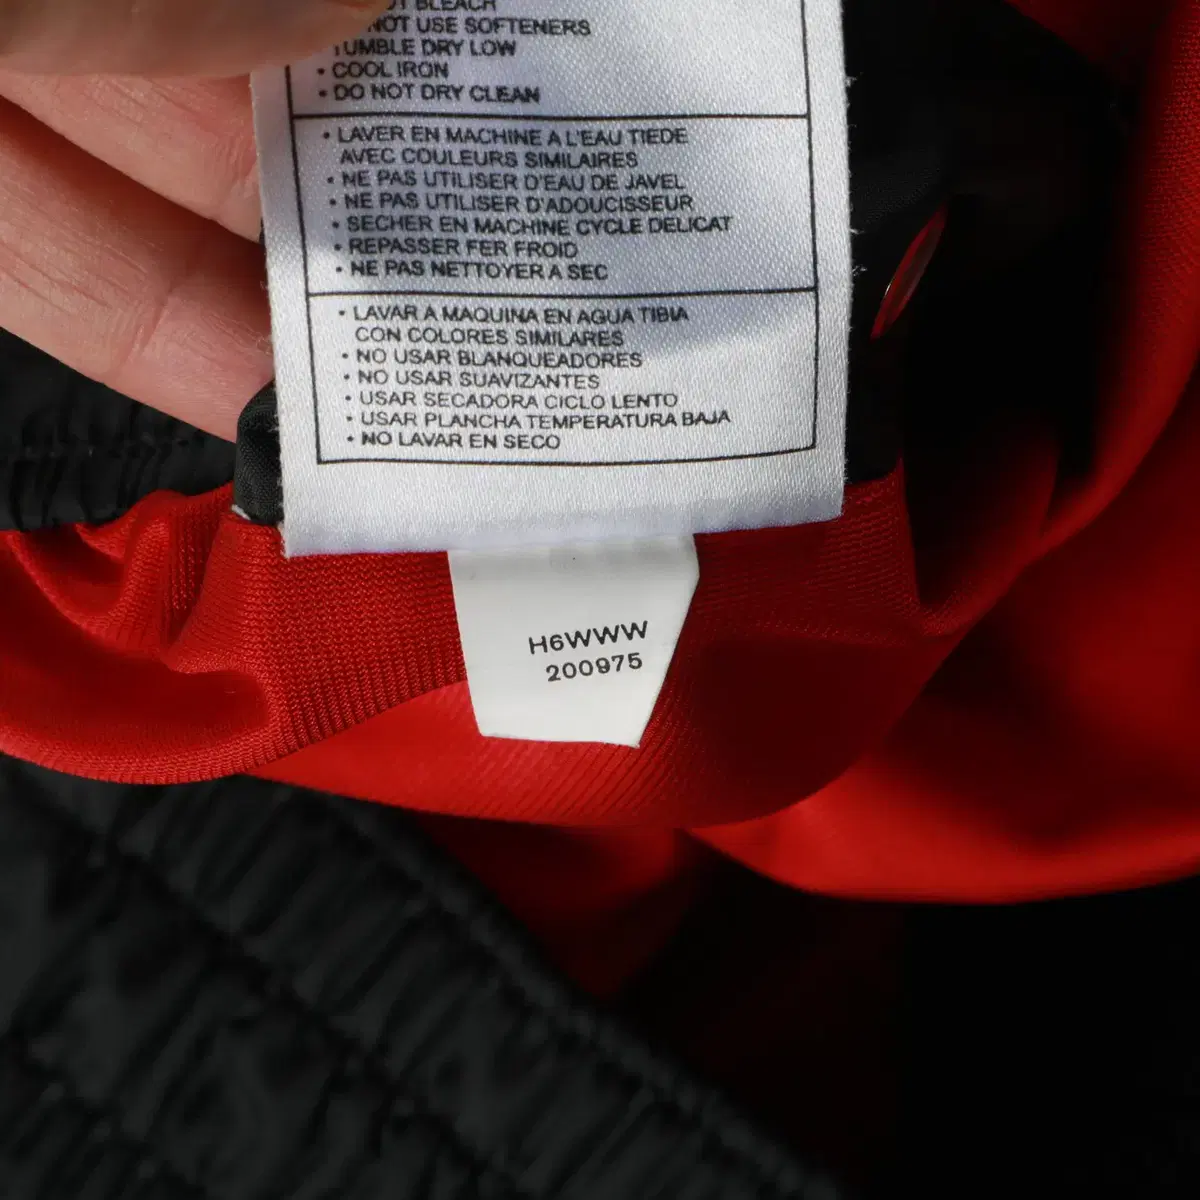 NOT BLEACH
NOT USE SOFTENERS
TUMBLE DRY LOW
• COOL IRON
• DO NOT DRY CLEAN
• LAVER EN MACHINE A L'EAU TIEDE
AVEC COULEURS SIMILAIRES
• NE PAS UTILISER D'EAU DE JAVEL
• NE PAS UTILISER D'ADOUCISSEUR
• SECHER EN MACHINE CYCLE DELICAT
• REPASSER FER FROID
• NE PAS NETTOYER A SEC
• LAVAR A MAQUINA EN AGUA TIBIA
CON COLORES SIMILARES
• NO USAR BLANQUEADORES
• NO USAR SUAVIZANTES
• USAR SECADORA CICLO LENTO
• USAR PLANCHA TEMPERATURA BAJA
• NO LAVAR EN SECO
H6WWW
200975